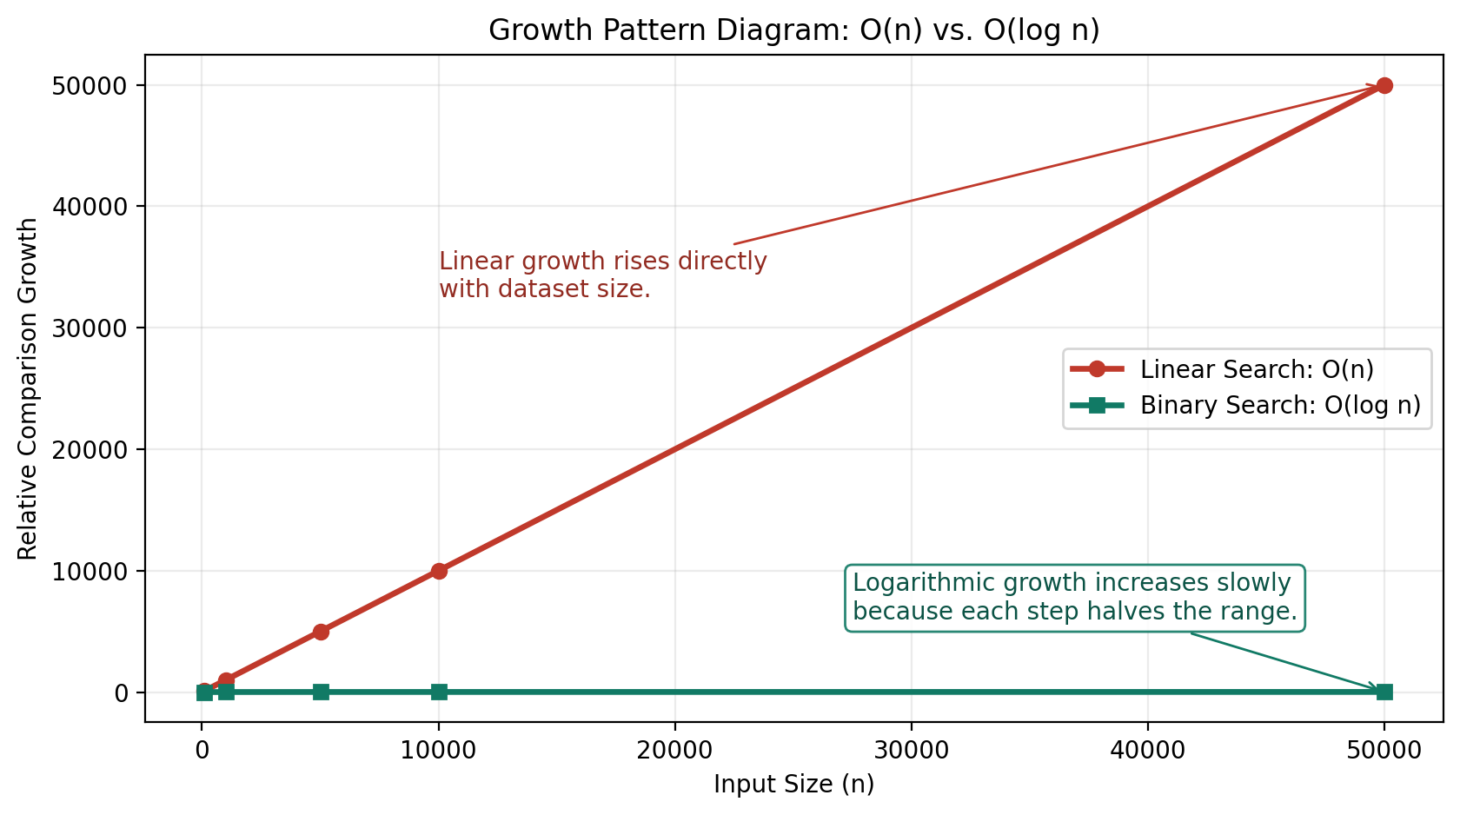 Growth Pattern Diagram: O(n) vs. O(log n)
Relative Comparison Growth
50000
40000
30000
20000
10000
0
Linear growth rises directly
with dataset size.
Linear Search: O(n)
Binary Search: O(log n)
Logarithmic growth increases slowly
because each step halves the range.
0 10000 20000 30000 40000 50000
Input Size (n)